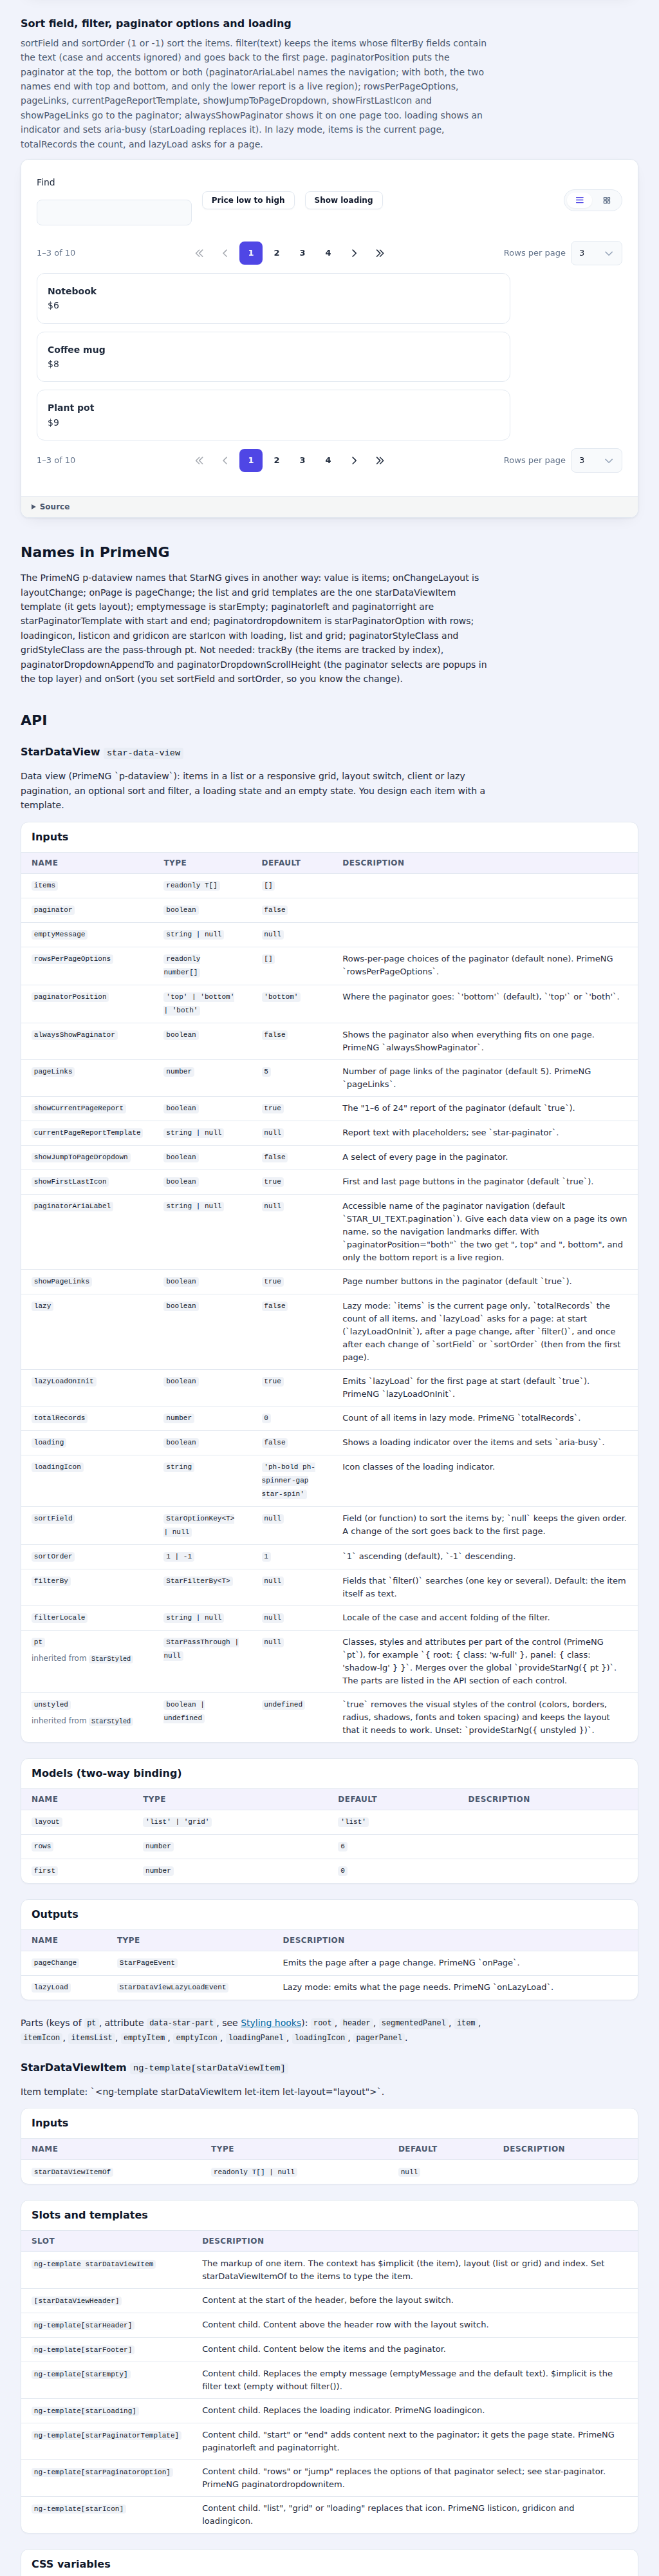 Sort field, filter, paginator options and loading
sortField and sortOrder (1 or -1) sort the items. filter(text) keeps the items whose filterBy fields contain
the text (case and accents ignored) and goes back to the first page. paginatorPosition puts the
paginator at the top, the bottom or both (paginatorAriaLabel names the navigation; with both, the two
names end with top and bottom, and only the lower report is a live region); rowsPerPageOptions,
pageLinks, currentPageReportTemplate, showJumpToPageDropdown, showFirstLastIcon and
showPageLinks go to the paginator; alwaysShowPaginator shows it on one page too. loading shows an
indicator and sets aria-busy (starLoading replaces it). In lazy mode, items is the current page,
totalRecords the count, and lazyLoad asks for a page.
Find
Price low to high
Show loading
1–3 of 10
1 2 3 4
Rows per page 3
Notebook
$6
Coffee mug
$8
Plant pot
$9
1–3 of 10
1 2 3 4
Rows per page 3
Source
Names in PrimeNG
The PrimeNG p-dataview names that StarNG gives in another way: value is items; onChangeLayout is
layoutChange; onPage is pageChange; the list and grid templates are the one starDataViewItem
template (it gets layout); emptymessage is starEmpty; paginatorleft and paginatorright are
starPaginatorTemplate with start and end; paginatordropdownitem is starPaginatorOption with rows;
loadingicon, listicon and gridicon are starIcon with loading, list and grid; paginatorStyleClass and
gridStyleClass are the pass-through pt. Not needed: trackBy (the items are tracked by index),
paginatorDropdownAppendTo and paginatorDropdownScrollHeight (the paginator selects are popups in
the top layer) and onSort (you set sortField and sortOrder, so you know the change).
API
StarDataView star-data-view
Data view (PrimeNG `p-dataview`): items in a list or a responsive grid, layout switch, client or lazy
pagination, an optional sort and filter, a loading state and an empty state. You design each item with a
template.
Inputs
NAME TYPE DEFAULT DESCRIPTION
items readonly T[] []
paginator boolean false
emptyMessage string | null null
rowsPerPageOptions readonly number[] [] Rows-per-page choices of the paginator (default none). PrimeNG
`rowsPerPageOptions`.
paginatorPosition 'top' | 'bottom' | 'both' 'bottom' Where the paginator goes: `'bottom'` (default), `'top'` or `'both'`.
alwaysShowPaginator boolean false Shows the paginator also when everything fits on one page.
PrimeNG `alwaysShowPaginator`.
pageLinks number 5 Number of page links of the paginator (default 5). PrimeNG
`pageLinks`.
showCurrentPageReport boolean true The "1–6 of 24" report of the paginator (default `true`).
currentPageReportTemplate string | null null Report text with placeholders; see `star-paginator`.
showJumpToPageDropdown boolean false A select of every page in the paginator.
showFirstLastIcon boolean true First and last page buttons in the paginator (default `true`).
paginatorAriaLabel string | null null Accessible name of the paginator navigation (default
`STAR_UI_TEXT.pagination`). Give each data view on a page its own
name, so the navigation landmarks differ. With
`paginatorPosition="both"` the two get ", top" and ", bottom", and
only the bottom report is a live region.
showPageLinks boolean true Page number buttons in the paginator (default `true`).
lazy boolean false Lazy mode: `items` is the current page only, `totalRecords` the
count of all items, and `lazyLoad` asks for a page: at start
(`lazyLoadOnInit`), after a page change, after `filter()`, and once
after each change of `sortField` or `sortOrder` (then from the first
page).
lazyLoadOnInit boolean true Emits `lazyLoad` for the first page at start (default `true`).
PrimeNG `lazyLoadOnInit`.
totalRecords number 0 Count of all items in lazy mode. PrimeNG `totalRecords`.
loading boolean false Shows a loading indicator over the items and sets `aria-busy`.
loadingIcon string 'ph-bold ph-spinner-gap star-spin' Icon classes of the loading indicator.
sortField StarOptionKey<T> | null null Field (or function) to sort the items by; `null` keeps the given order.
A change of the sort goes back to the first page.
sortOrder 1 | -1 1 `1` ascending (default), `-1` descending.
filterBy StarFilterBy<T> null Fields that `filter()` searches (one key or several). Default: the item
itself as text.
filterLocale string | null null Locale of the case and accent folding of the filter.
pt StarPassThrough | null null Classes, styles and attributes per part of the control (PrimeNG
inherited from StarStyled
`pt`), for example `{ root: { class: 'w-full' }, panel: { class:
'shadow-lg' } }`. Merges over the global `provideStarNg({ pt })`.
The parts are listed in the API section of each control.
unstyled boolean | undefined undefined `true` removes the visual styles of the control (colors, borders,
inherited from StarStyled
radius, shadows, fonts and token spacing) and keeps the layout
that it needs to work. Unset: `provideStarNg({ unstyled })`.
Models (two-way binding)
NAME TYPE DEFAULT DESCRIPTION
layout 'list' | 'grid' 'list'
rows number 6
first number 0
Outputs
NAME TYPE DESCRIPTION
pageChange StarPageEvent Emits the page after a page change. PrimeNG `onPage`.
lazyLoad StarDataViewLazyLoadEvent Lazy mode: emits what the page needs. PrimeNG `onLazyLoad`.
Parts (keys of pt, attribute data-star-part, see Styling hooks): root, header, segmentedPanel, item,
itemIcon, itemsList, emptyItem, emptyIcon, loadingPanel, loadingIcon, pagerPanel.
StarDataViewItem ng-template[starDataViewItem]
Item template: `<ng-template starDataViewItem let-item let-layout="layout">`.
Inputs
NAME TYPE DEFAULT DESCRIPTION
starDataViewItemOf readonly T[] | null null
Slots and templates
SLOT DESCRIPTION
ng-template starDataViewItem The markup of one item. The context has $implicit (the item), layout (list or grid) and index. Set
starDataViewItemOf to the items to type the item.
[starDataViewHeader] Content at the start of the header, before the layout switch.
ng-template[starHeader] Content child. Content above the header row with the layout switch.
ng-template[starFooter] Content child. Content below the items and the paginator.
ng-template[starEmpty] Content child. Replaces the empty message (emptyMessage and the default text). $implicit is the
filter text (empty without filter()).
ng-template[starLoading] Content child. Replaces the loading indicator. PrimeNG loadingicon.
ng-template[starPaginatorTemplate] Content child. "start" or "end" adds content next to the paginator; it gets the page state. PrimeNG
paginatorleft and paginatorright.
ng-template[starPaginatorOption] Content child. "rows" or "jump" replaces the options of that paginator select; see star-paginator.
PrimeNG paginatordropdownitem.
ng-template[starIcon] Content child. "list", "grid" or "loading" replaces that icon. PrimeNG listicon, gridicon and
loadingicon.
CSS variables